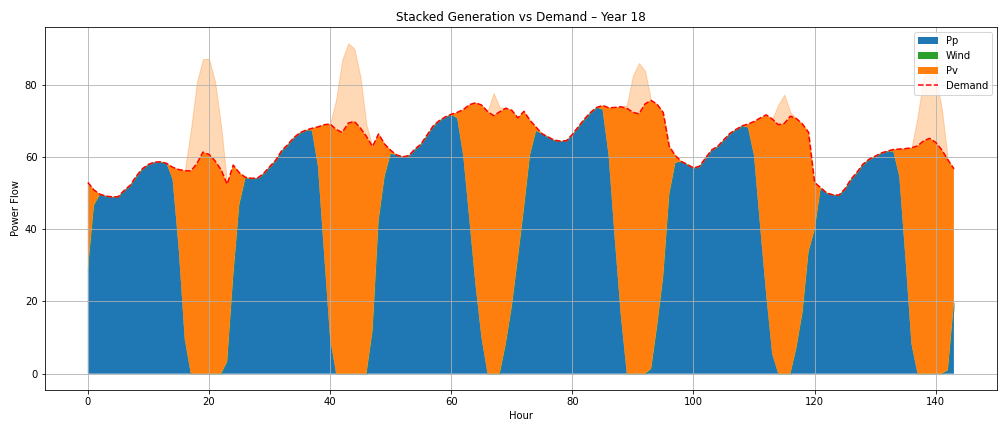 Stacked Generation vs Demand – Year 18
Pp
Wind
Pv
Demand
Power Flow
80
60
40
20
0
0 20 40 60 80 100 120 140
Hour